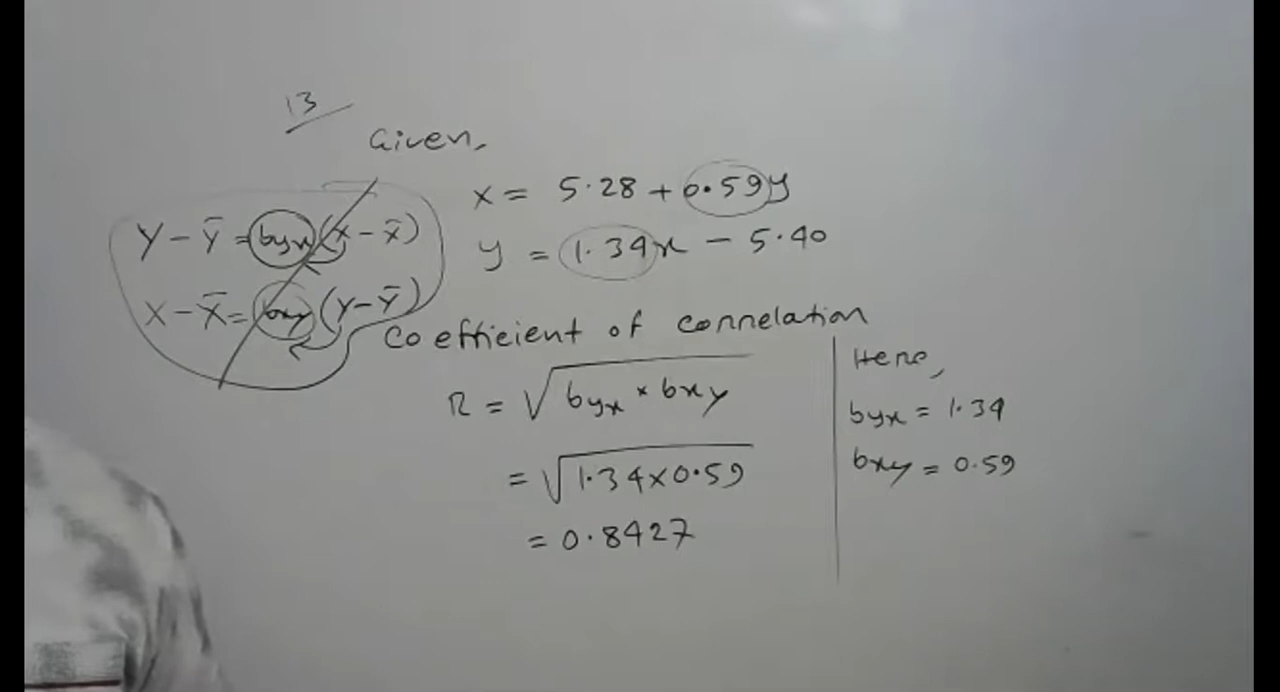 13
Given,
x = 5.28 + 0.59y
y = 1.34x - 5.40
Y - Ȳ = byx (X - X̄)
X - X̄ = bxy (Y - Ȳ)
Coefficient of connelation
r = √byx × bxy
= √1.34×0.59
= 0.8427
Here,
byx = 1.34
bxy = 0.59